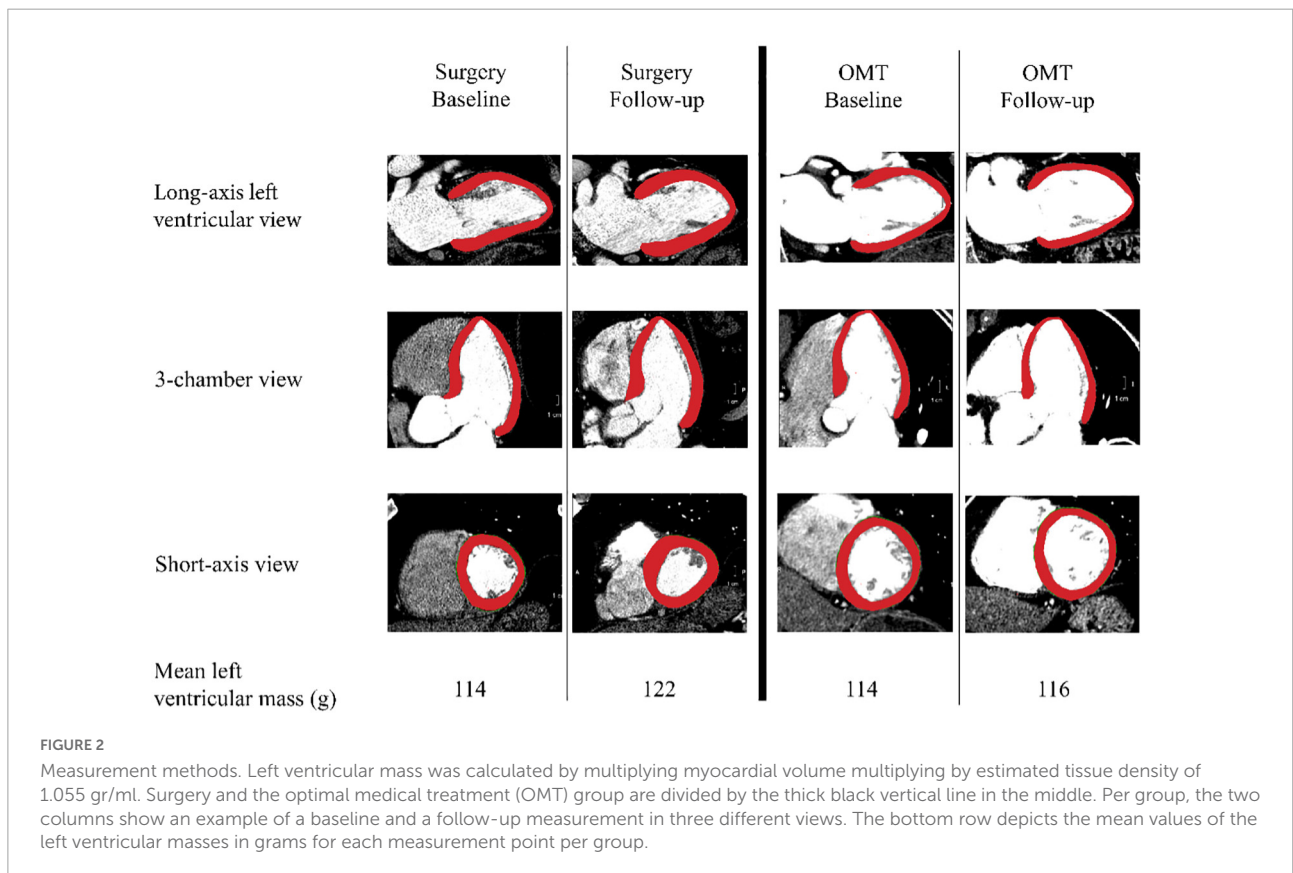 Surgery Baseline
Surgery Follow-up
OMT Baseline
OMT Follow-up
Long-axis left
ventricular view
3-chamber view
1 cm
1 cm
1 cm
Short-axis view
Mean left
ventricular mass (g)
114
122
114
116
FIGURE 2
Measurement methods. Left ventricular mass was calculated by multiplying myocardial volume multiplying by estimated tissue density of
1.055 gr/ml. Surgery and the optimal medical treatment (OMT) group are divided by the thick black vertical line in the middle. Per group, the two
columns show an example of a baseline and a follow-up measurement in three different views. The bottom row depicts the mean values of the
left ventricular masses in grams for each measurement point per group.